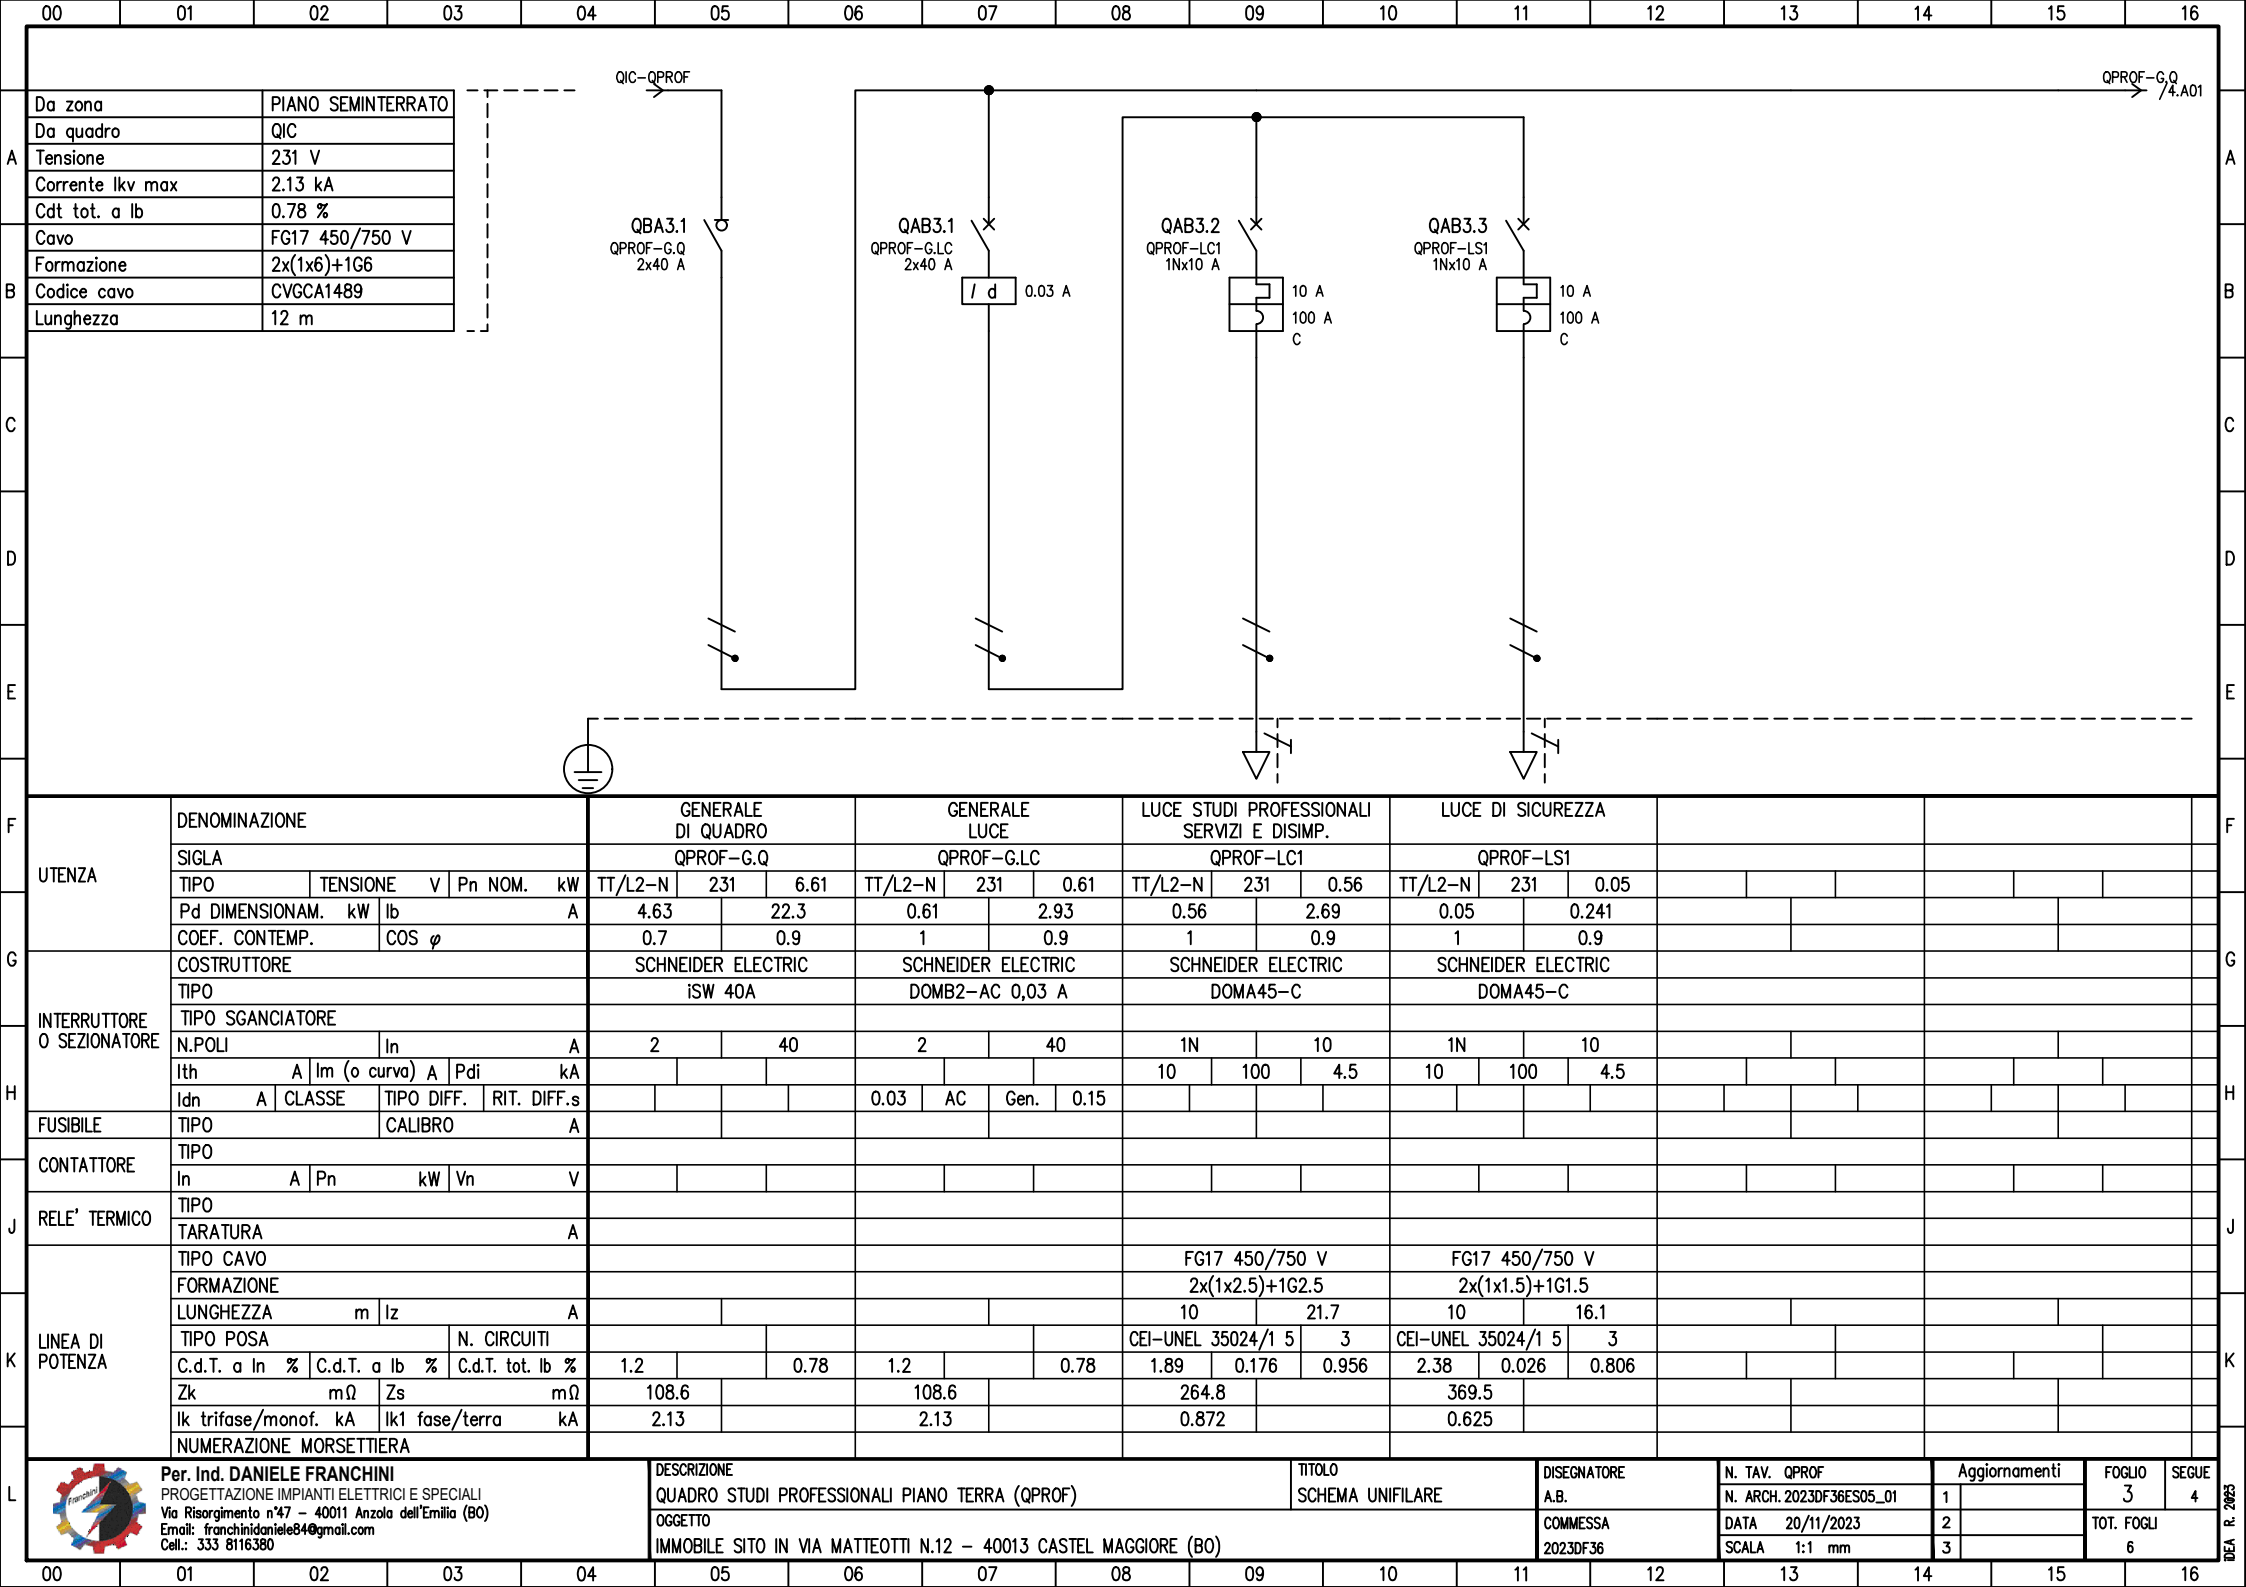 00 01 02 03 04 05 06 07 08 09 10 11 12 13 14 15 16
QIC-QPROF
QPROF-G.Q
/4.A01
Da zona PIANO SEMINTERRATO
Da quadro QIC
Tensione 231 V
Corrente Ikv max 2.13 kA
Cdt tot. a Ib 0.78 %
Cavo FG17 450/750 V
Formazione 2x(1x6)+1G6
Codice cavo CVGCA1489
Lunghezza 12 m
A A
B B
C C
D D
E E
F F
G G
H H
J J
K K
L
QBA3.1
QPROF-G.Q
2x40 A
QAB3.1
QPROF-G.LC
2x40 A
I d 0.03 A
QAB3.2
QPROF-LC1
1Nx10 A
10 A
100 A
C
QAB3.3
QPROF-LS1
1Nx10 A
10 A
100 A
C
UTENZA
DENOMINAZIONE GENERALE DI QUADRO GENERALE LUCE LUCE STUDI PROFESSIONALI SERVIZI E DISIMP. LUCE DI SICUREZZA
SIGLA QPROF-G.Q QPROF-G.LC QPROF-LC1 QPROF-LS1
TIPO TENSIONE V Pn NOM. kW TT/L2-N 231 6.61 TT/L2-N 231 0.61 TT/L2-N 231 0.56 TT/L2-N 231 0.05
Pd DIMENSIONAM. kW Ib A 4.63 22.3 0.61 2.93 0.56 2.69 0.05 0.241
COEF. CONTEMP. COS φ 0.7 0.9 1 0.9 1 0.9 1 0.9
INTERRUTTORE
O SEZIONATORE
COSTRUTTORE SCHNEIDER ELECTRIC SCHNEIDER ELECTRIC SCHNEIDER ELECTRIC SCHNEIDER ELECTRIC
TIPO iSW 40A DOMB2-AC 0,03 A DOMA45-C DOMA45-C
TIPO SGANCIATORE
N.POLI In A 2 40 2 40 1N 10 1N 10
Ith A Im (o curva) A Pdi kA 10 100 4.5 10 100 4.5
Idn A CLASSE TIPO DIFF. RIT. DIFF.s 0.03 AC Gen. 0.15
FUSIBILE TIPO CALIBRO A
CONTATTORE TIPO
In A Pn kW Vn V
RELE' TERMICO TIPO
TARATURA A
LINEA DI
POTENZA
TIPO CAVO FG17 450/750 V FG17 450/750 V
FORMAZIONE 2x(1x2.5)+1G2.5 2x(1x1.5)+1G1.5
LUNGHEZZA m Iz A 10 21.7 10 16.1
TIPO POSA N. CIRCUITI CEI-UNEL 35024/1 5 3 CEI-UNEL 35024/1 5 3
C.d.T. a In % C.d.T. a Ib % C.d.T. tot. Ib % 1.2 0.78 1.2 0.78 1.89 0.176 0.956 2.38 0.026 0.806
Zk mΩ Zs mΩ 108.6 108.6 264.8 369.5
Ik trifase/monof. kA Ik1 fase/terra kA 2.13 2.13 0.872 0.625
NUMERAZIONE MORSETTIERA
Franchini
Per. Ind. DANIELE FRANCHINI
PROGETTAZIONE IMPIANTI ELETTRICI E SPECIALI
Via Risorgimento n°47 - 40011 Anzola dell'Emilia (BO)
Email: franchinidaniele84@gmail.com
Cell.: 333 8116380
DESCRIZIONE
QUADRO STUDI PROFESSIONALI PIANO TERRA (QPROF)
OGGETTO
IMMOBILE SITO IN VIA MATTEOTTI N.12 - 40013 CASTEL MAGGIORE (BO)
TITOLO
SCHEMA UNIFILARE
DISEGNATORE
A.B.
COMMESSA
2023DF36
N. TAV. QPROF
N. ARCH. 2023DF36ES05_01
DATA 20/11/2023
SCALA 1:1 mm
Aggiornamenti
1
2
3
FOGLIO
3
SEGUE
4
TOT. FOGLI
6
iDEA R. 2023
00 01 02 03 04 05 06 07 08 09 10 11 12 13 14 15 16